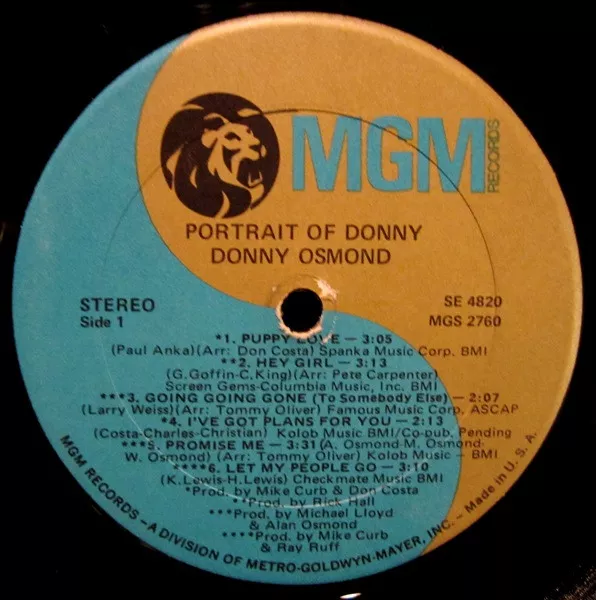 MGM
RECORDS
PORTRAIT OF DONNY
DONNY OSMOND
STEREO
Side 1
SE 4820
MGS 2760
*1. PUPPY LOVE — 3:05
(Paul Anka)(Arr: Don Costa) Spanka Music Corp. BMI
**2. HEY GIRL — 3:13
(G.Goffin-C.King)(Arr: Pete Carpenter)
Screen Gems-Columbia Music, Inc. BMI
***3. GOING GOING GONE (To Somebody Else) — 2:07
(Larry Weiss)(Arr: Tommy Oliver) Famous Music Corp, ASCAP
*4. I'VE GOT PLANS FOR YOU — 2:13
(Costa-Charles-Christian) Kolob Music BMI/Co-pub. Pending
***5. PROMISE ME — 3:31 (A. Osmond-M. Osmond-
W. Osmond) (Arr: Tommy Oliver) Kolob Music — BMI
****6. LET MY PEOPLE GO — 3:10
(K.Lewis-H.Lewis) Checkmate Music BMI
*Prod. by Mike Curb & Don Costa
**Prod. by Rick Hall
***Prod. by Michael Lloyd
& Alan Osmond
****Prod. by Mike Curb
& Ray Ruff
MGM RECORDS — A DIVISION OF METRO-GOLDWYN-MAYER, INC. — Made in U.S.A.